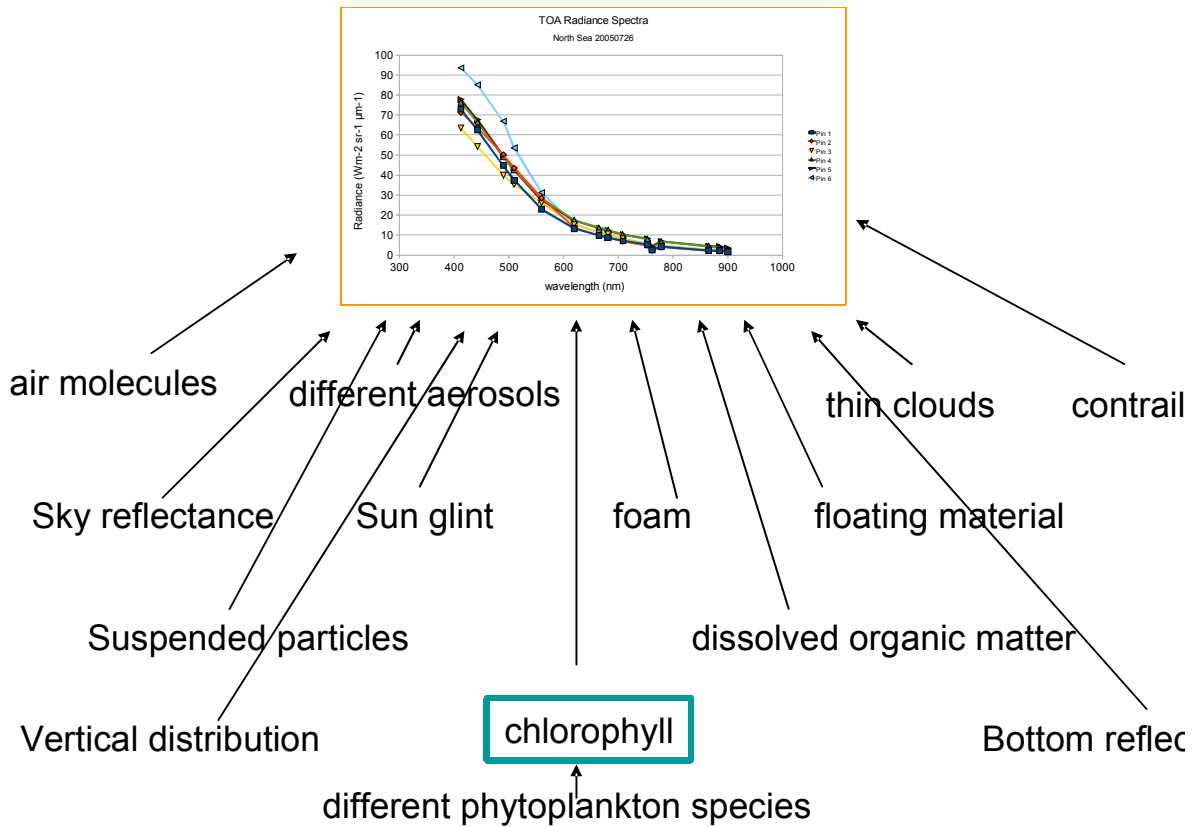 TOA Radiance Spectra
North Sea 20050726
Radiance (Wm-2 sr-1 µm-1)
100
90
80
70
60
50
40
30
20
10
0
300 400 500 600 700 800 900 1000
wavelength (nm)
Pin 1
Pin 2
Pin 3
Pin 4
Pin 5
Pin 6
air molecules
different aerosols
thin clouds
contrail
Sky reflectance
Sun glint
foam
floating material
Suspended particles
dissolved organic matter
Vertical distribution
chlorophyll
Bottom reflec
different phytoplankton species